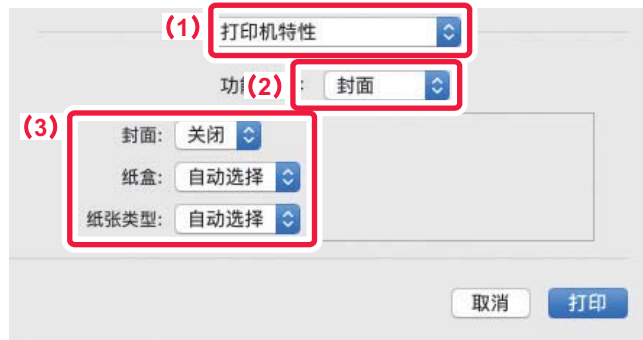 (1) 打印机特性
功 (2) : 封面
(3)
封面: 关闭
纸盒: 自动选择
纸张类型: 自动选择
取消 打印